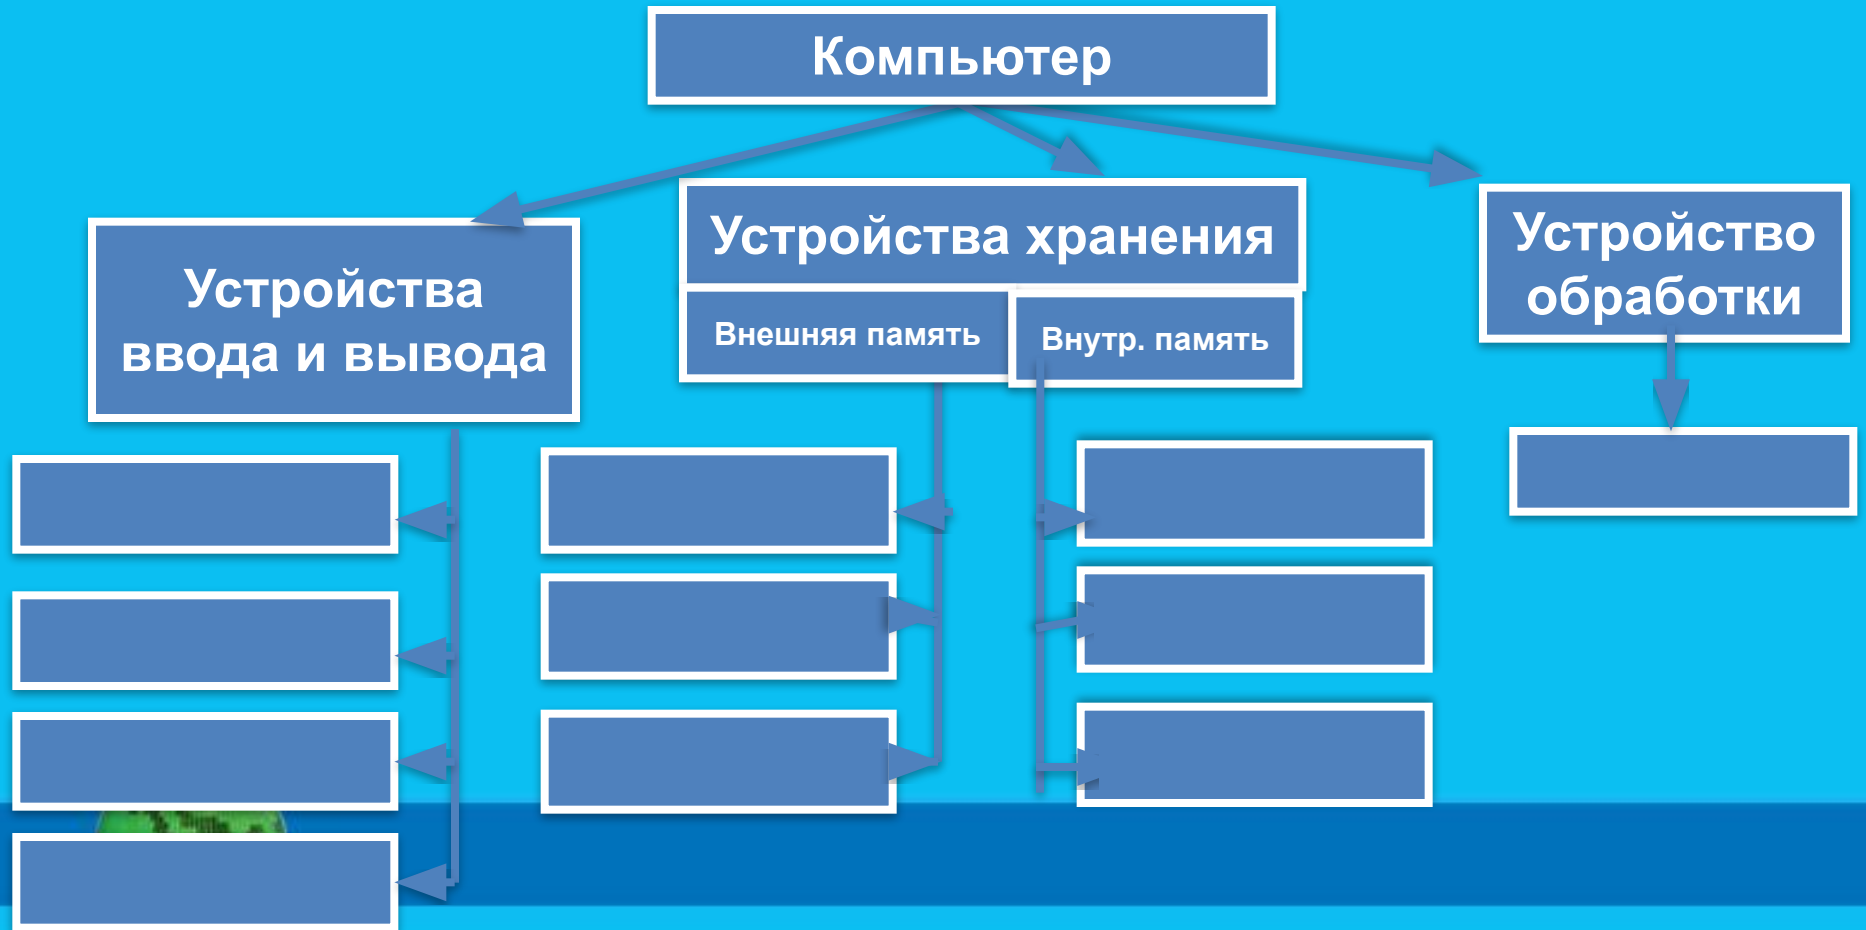 Компьютер
Устройства
ввода и вывода
Устройства хранения
Внешняя память
Внутр. память
Устройство
обработки